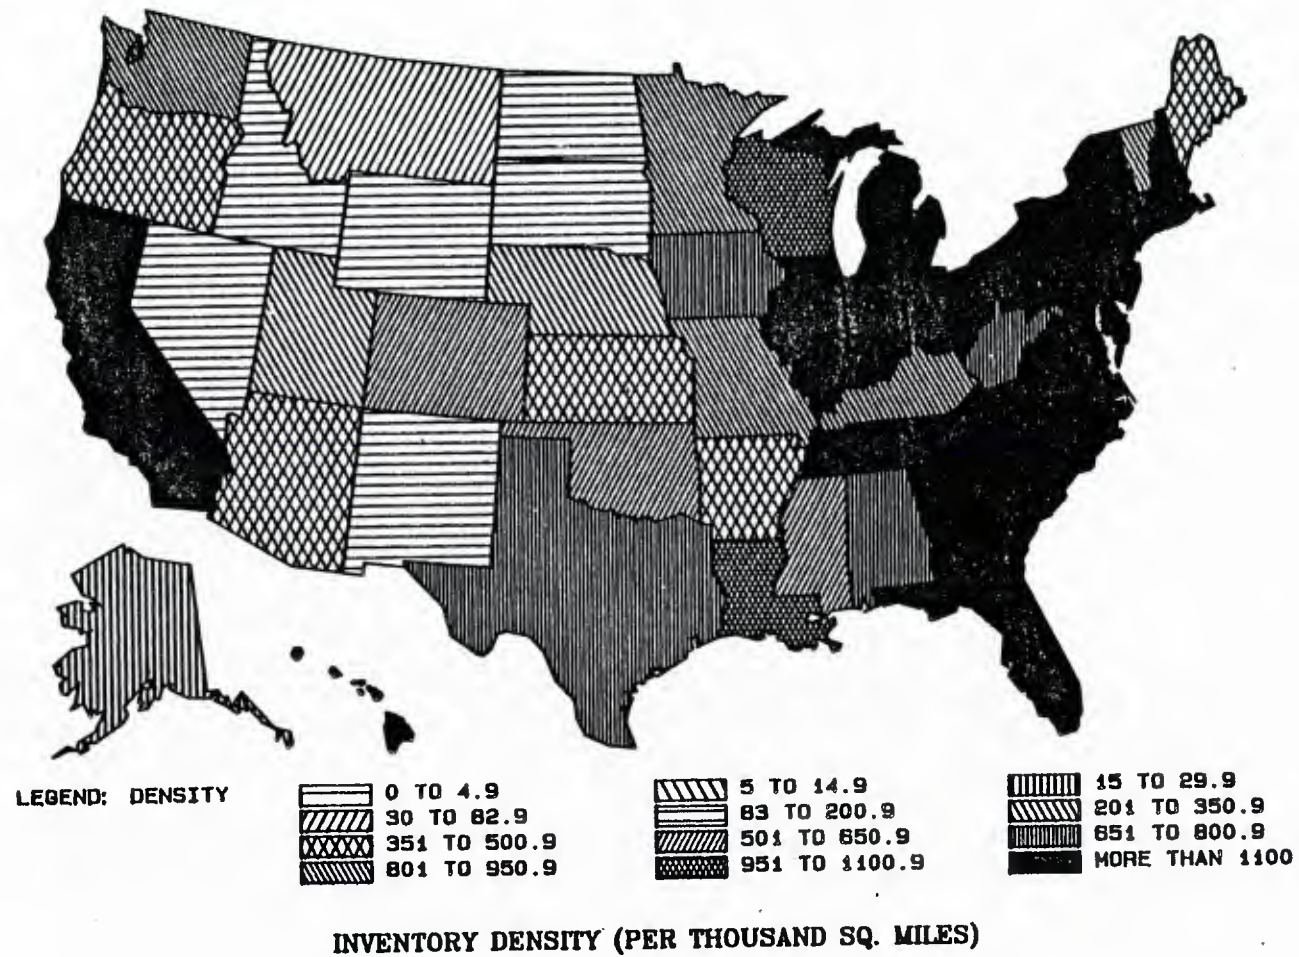 LEGEND: DENSITY
0 TO 4.9
5 TO 14.9
15 TO 29.9
30 TO 82.9
83 TO 200.9
201 TO 350.9
351 TO 500.9
501 TO 650.9
651 TO 800.9
801 TO 950.9
951 TO 1100.9
MORE THAN 1100
INVENTORY DENSITY (PER THOUSAND SQ. MILES)